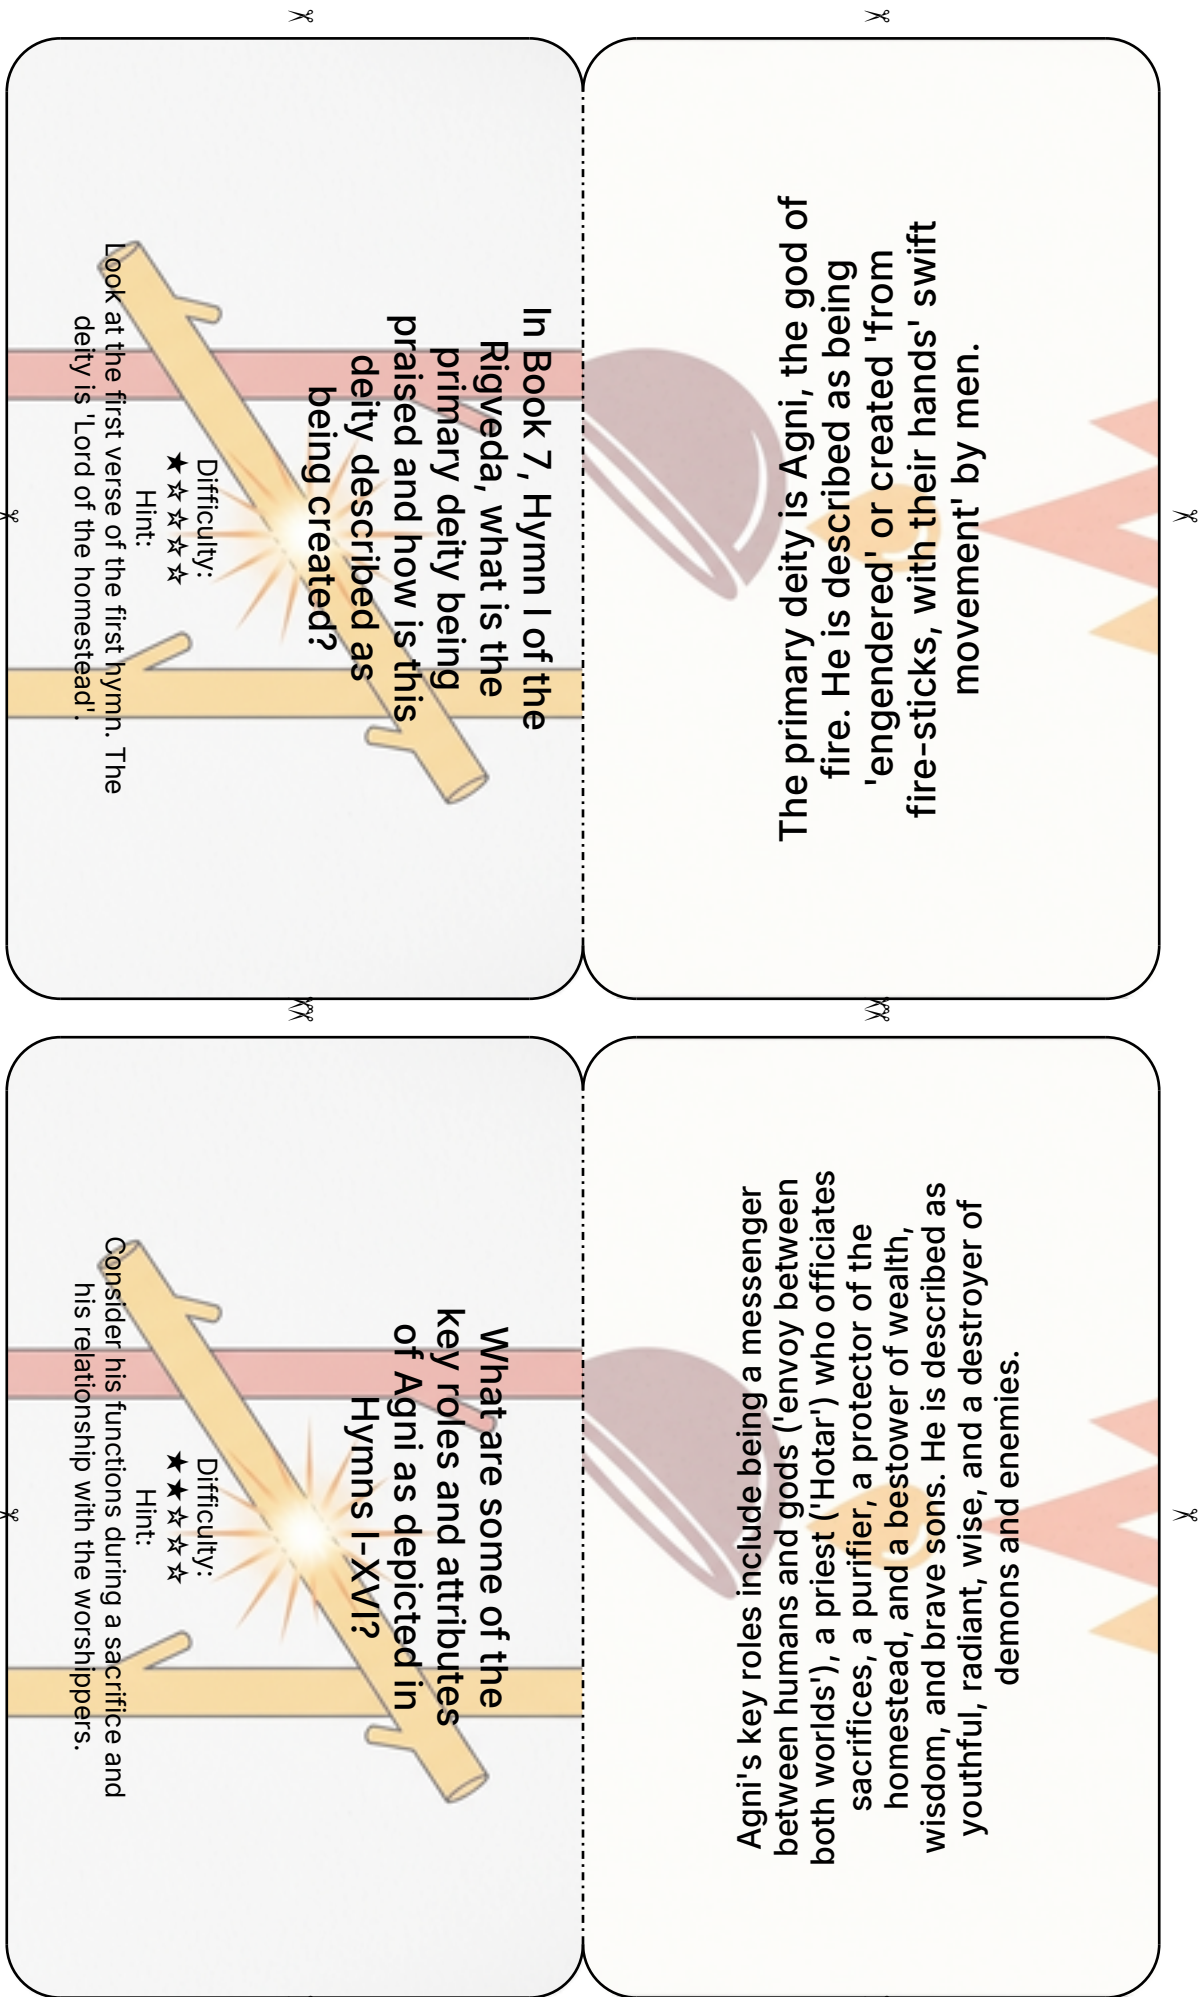 In Book 7, Hymn I of the
Rigveda, what is the
primary deity being
praised and how is this
deity described as
being created?
Difficulty:
★☆☆☆☆
Hint:
Look at the first verse of the first hymn. The
deity is 'Lord of the homestead'.
The primary deity is Agni, the god of
fire. He is described as being
'engendered' or created 'from
fire-sticks, with their hands' swift
movement' by men.
What are some of the
key roles and attributes
of Agni as depicted in
Hymns I-XVI?
Difficulty:
★★☆☆☆
Hint:
Consider his functions during a sacrifice and
his relationship with the worshippers.
Agni's key roles include being a messenger
between humans and gods ('envoy between
both worlds'), a priest ('Hotar') who officiates
sacrifices, a purifier, a protector of the
homestead, and a bestower of wealth,
wisdom, and brave sons. He is described as
youthful, radiant, wise, and a destroyer of
demons and enemies.